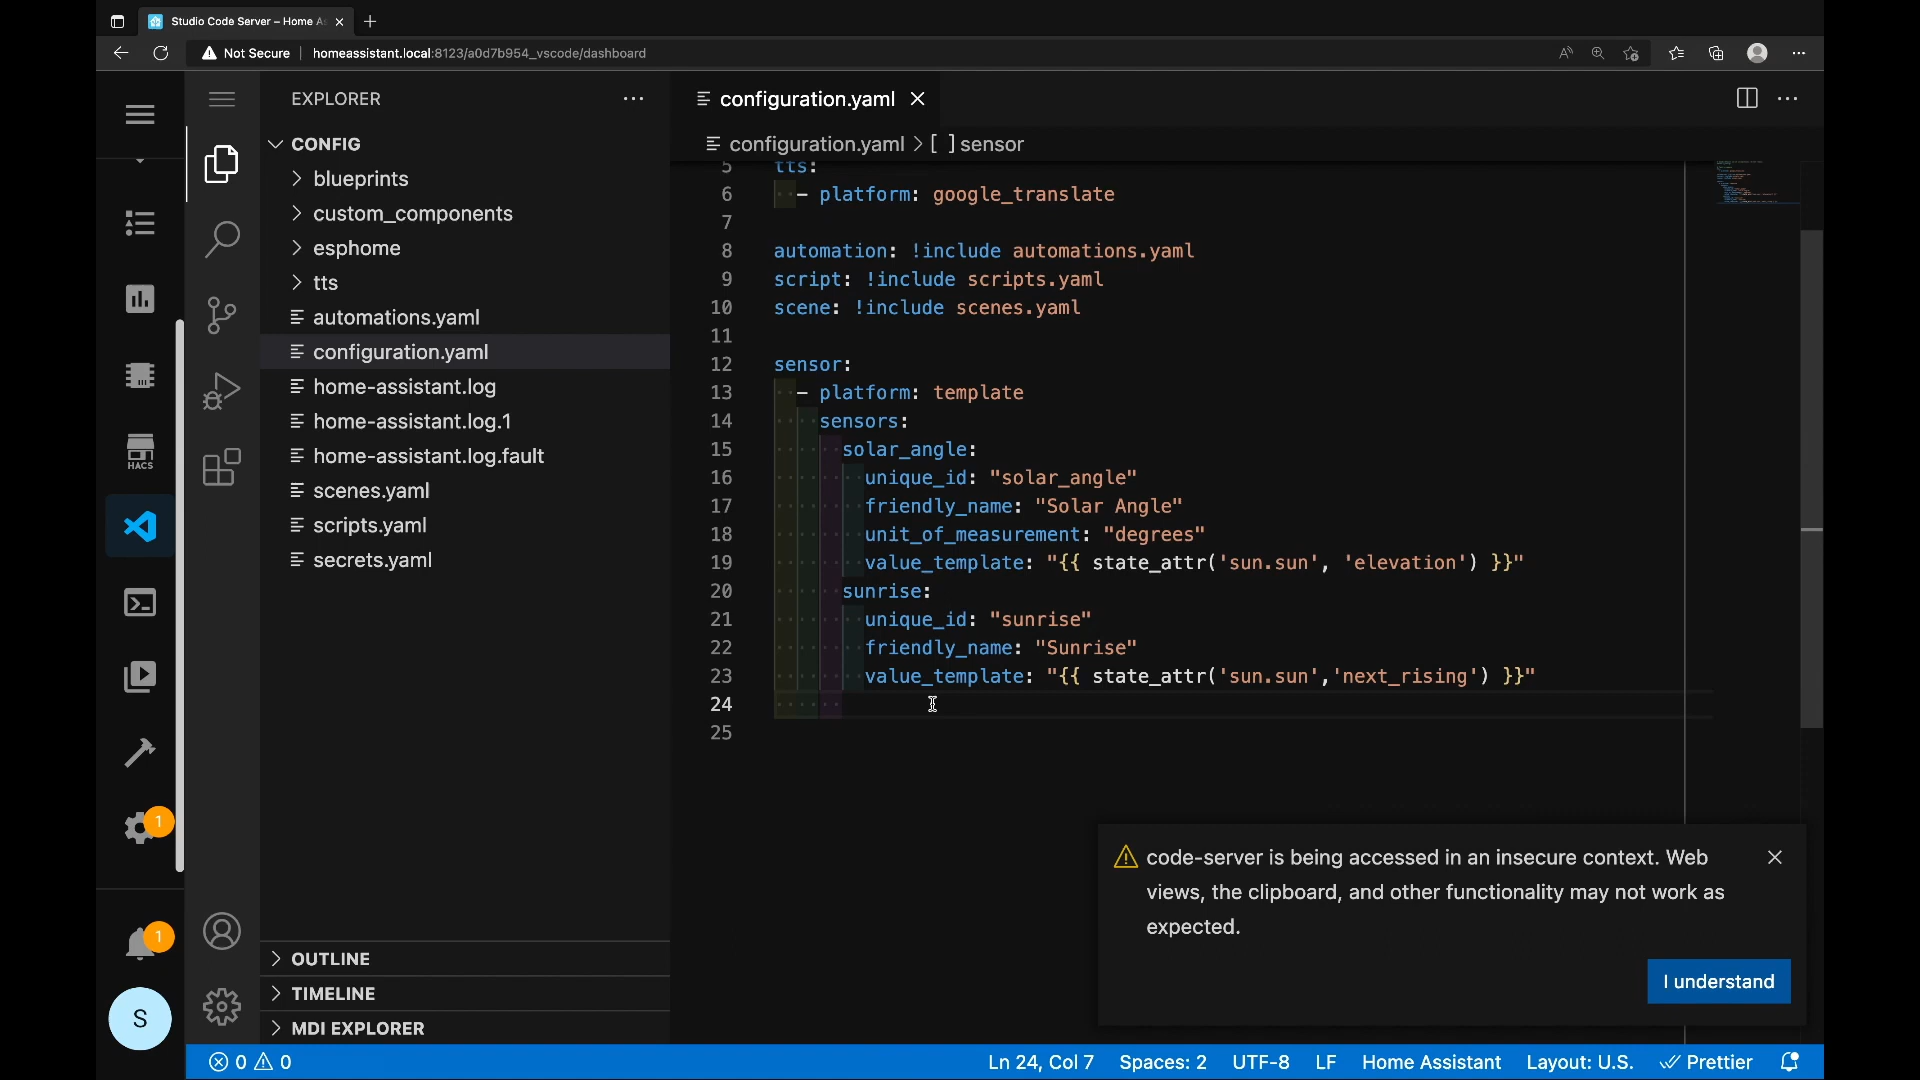 Studio Code Server – Home A
Not Secure
homeassistant.local:8123/a0d7b954_vscode/dashboard
EXPLORER
CONFIG
blueprints
custom_components
esphome
tts
automations.yaml
configuration.yaml
home-assistant.log
home-assistant.log.1
home-assistant.log.fault
scenes.yaml
scripts.yaml
secrets.yaml
OUTLINE
TIMELINE
MDI EXPLORER
HACS
1
1
S
configuration.yaml
configuration.yaml > [ ] sensor
5 tts:
6 - platform: google_translate
7
8 automation: !include automations.yaml
9 script: !include scripts.yaml
10 scene: !include scenes.yaml
11
12 sensor:
13 - platform: template
14 sensors:
15 solar_angle:
16 unique_id: "solar_angle"
17 friendly_name: "Solar Angle"
18 unit_of_measurement: "degrees"
19 value_template: "{{ state_attr('sun.sun', 'elevation') }}"
20 sunrise:
21 unique_id: "sunrise"
22 friendly_name: "Sunrise"
23 value_template: "{{ state_attr('sun.sun','next_rising') }}"
24
25
code-server is being accessed in an insecure context. Web
views, the clipboard, and other functionality may not work as
expected.
I understand
0 0
Ln 24, Col 7 Spaces: 2 UTF-8 LF Home Assistant Layout: U.S. Prettier